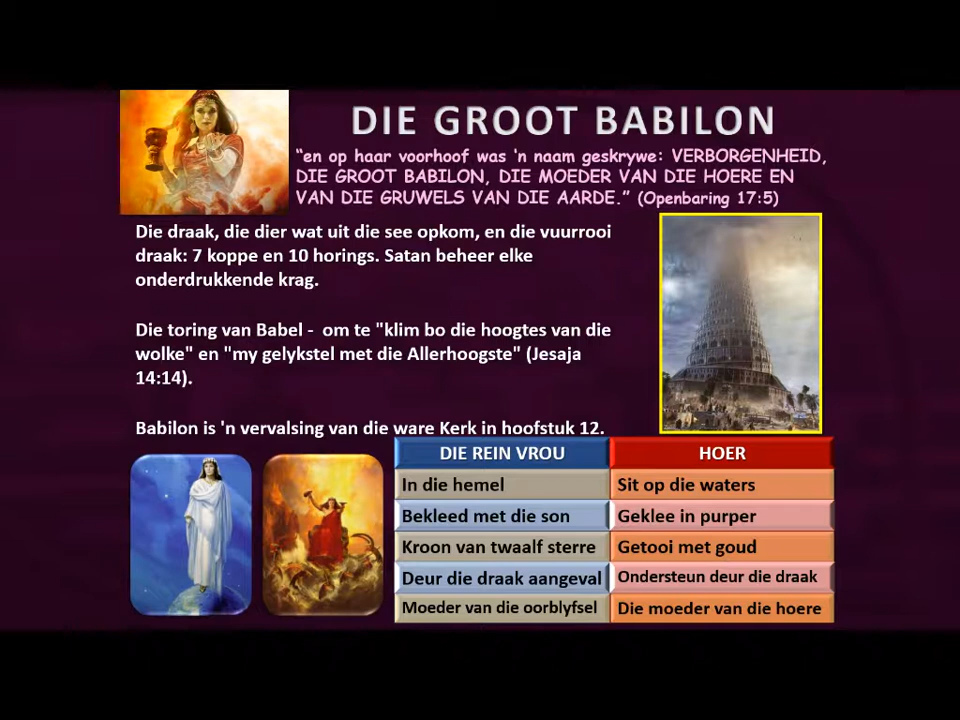 DIE GROOT BABILON
“en op haar voorhoof was ‘n naam geskrywe: VERBORGENHEID,
DIE GROOT BABILON, DIE MOEDER VAN DIE HOERE EN
VAN DIE GRUWELS VAN DIE AARDE.” (Openbaring 17:5)
Die draak, die dier wat uit die see opkom, en die vuurrooi
draak: 7 koppe en 10 horings. Satan beheer elke
onderdrukkende krag.
Die toring van Babel - om te "klim bo die hoogtes van die
wolke" en "my gelykstel met die Allerhoogste" (Jesaja
14:14).
Babilon is 'n vervalsing van die ware Kerk in hoofstuk 12.
DIE REIN VROU HOER
In die hemel Sit op die waters
Bekleed met die son Geklee in purper
Kroon van twaalf sterre Getooi met goud
Deur die draak aangeval Ondersteun deur die draak
Moeder van die oorblyfsel Die moeder van die hoere